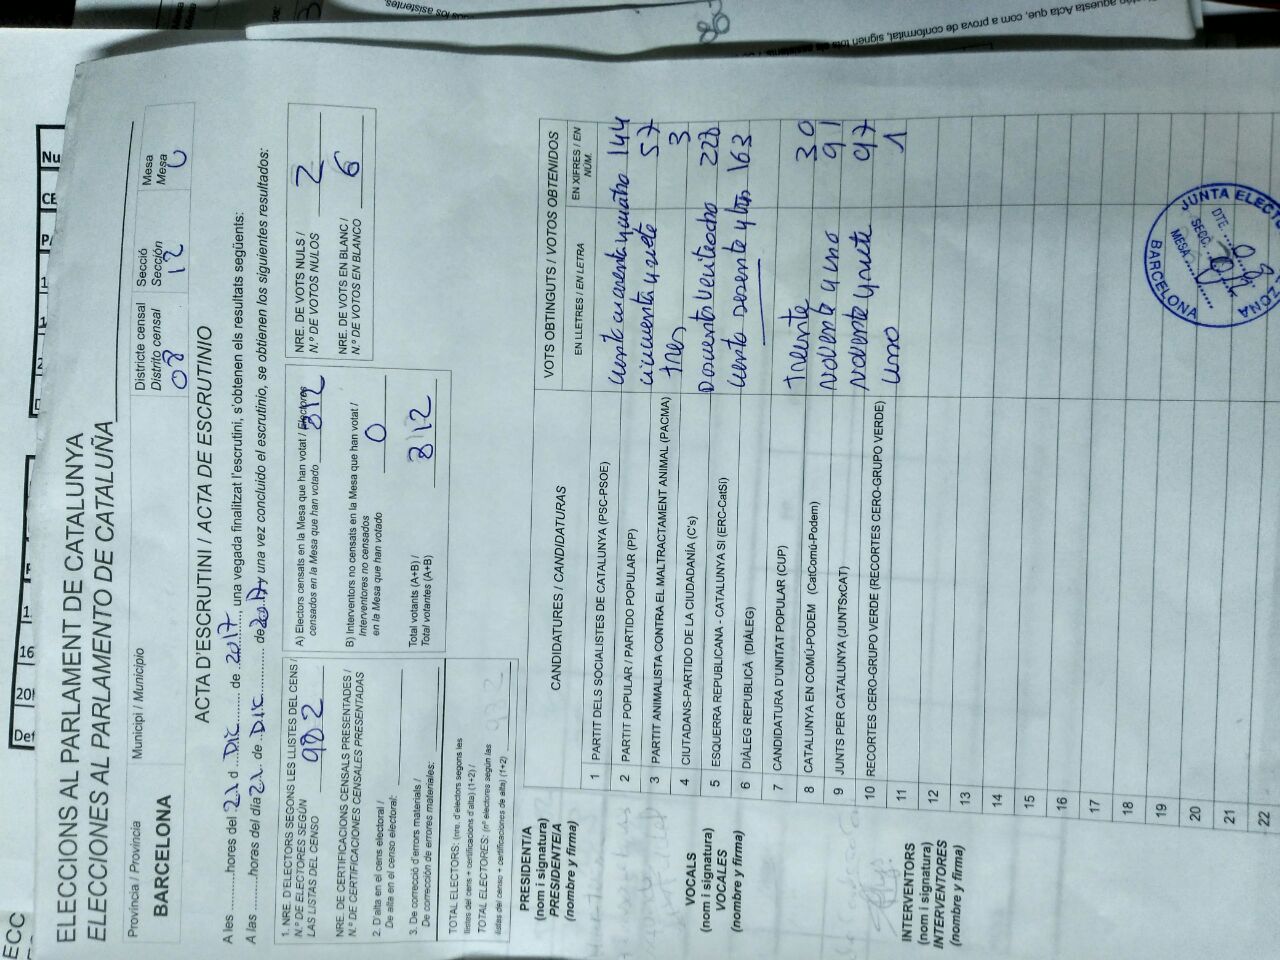 ELECCIONS AL PARLAMENT DE CATALUNYA
ELECCIONES AL PARLAMENTO DE CATALUÑA
Província / Provincia
BARCELONA
Municipi / Municipio
Districte censal
Distrito censal
08
Secció
Sección
12
Mesa
Mesa
U
ACTA D'ESCRUTINI / ACTA DE ESCRUTINIO
A les ........hores del 21 d DIC de 2017, una vegada finalitzat l'escrutini, s'obtenen els resultats següents:
A las ........horas del día 21 de DIC de 2017 y una vez concluido el escrutinio, se obtienen los siguientes resultados:
1. NRE. D'ELECTORS SEGONS LES LLISTES DEL CENS /
N.º DE ELECTORES SEGÚN
LAS LISTAS DEL CENSO 982
NRE. DE CERTIFICACIONS CENSALS PRESENTADES /
N.º DE CERTIFICACIONES CENSALES PRESENTADAS
2. D'alta en el cens electoral /
De alta en el censo electoral:
3. De correcció d'errors materials /
De corrección de errores materiales:
TOTAL ELECTORS: (nre. d'electors segons les
llistes del cens + certificacions d'alta) (1+2) /
TOTAL ELECTORES: (nº electores según las
listas del censo + certificaciones de alta) (1+2) 982
A) Electors censats en la Mesa que han votat / Electores
censados en la Mesa que han votado 812
B) Interventors no censats en la Mesa que han votat /
Interventores no censados
en la Mesa que han votado 0
Total votants (A+B) /
Total votantes (A+B) 812
NRE. DE VOTS NULS /
N.º DE VOTOS NULOS 2
NRE. DE VOTS EN BLANC /
N.º DE VOTOS EN BLANCO 6
CANDIDATURES / CANDIDATURAS
VOTS OBTINGUTS / VOTOS OBTENIDOS
EN LLETRES / EN LETRA
EN XIFRES / EN NÚM.
1 PARTIT DELS SOCIALISTES DE CATALUNYA (PSC-PSOE) Ciento cuarenta y cuatro 144
2 PARTIT POPULAR / PARTIDO POPULAR (PP) cincuenta y siete 57
3 PARTIT ANIMALISTA CONTRA EL MALTRACTAMENT ANIMAL (PACMA) tres 3
4 CIUTADANS-PARTIDO DE LA CIUDADANÍA (C's) Doscientos veintiocho 228
5 ESQUERRA REPUBLICANA - CATALUNYA SÍ (ERC-CatSí) Ciento sesenta y tres 163
6 DIÀLEG REPUBLICÀ (DIÀLEG)
7 CANDIDATURA D'UNITAT POPULAR (CUP) Treinta 30
8 CATALUNYA EN COMÚ-PODEM (CatComú-Podem) noventa y uno 91
9 JUNTS PER CATALUNYA (JUNTSxCAT) Noventa y siete 97
10 RECORTES CERO-GRUPO VERDE (RECORTES CERO-GRUPO VERDE) uno 1
11
12
13
14
15
16
17
18
19
20
21
22
PRESIDENT/A
(nom i signatura)
PRESIDENTE/A
(nombre y firma)
VOCALS
(nom i signatura)
VOCALES
(nombre y firma)
INTERVENTORS
(nom i signatura)
INTERVENTORES
(nombre y firma)
JUNTA ELECTO
ZONA
BARCELONA
DTE.
SECC.
MESA
ECC
Nu
CE
16
20h
aquesta Acta que, com a prova de conformitat, signen tots els assistents
los asistentes